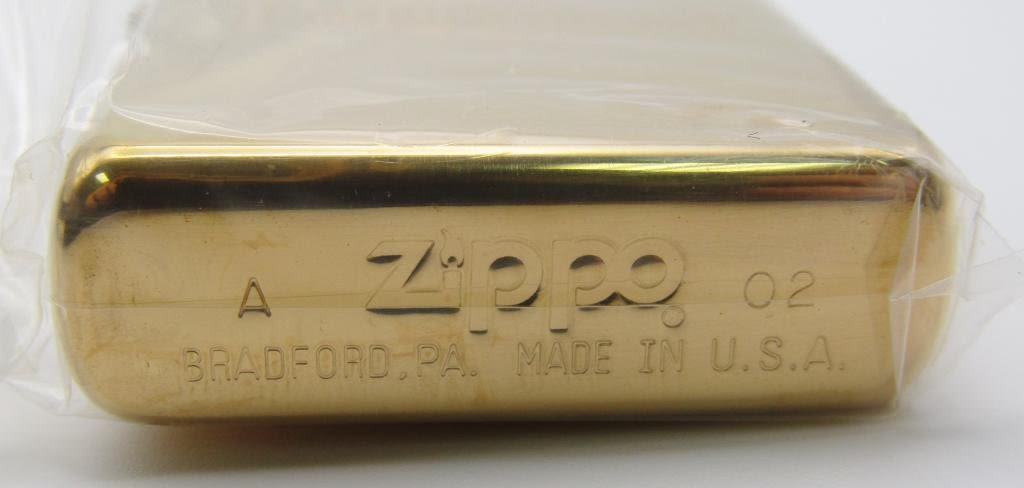 A Zippo 02
BRADFORD, PA. MADE IN U.S.A.